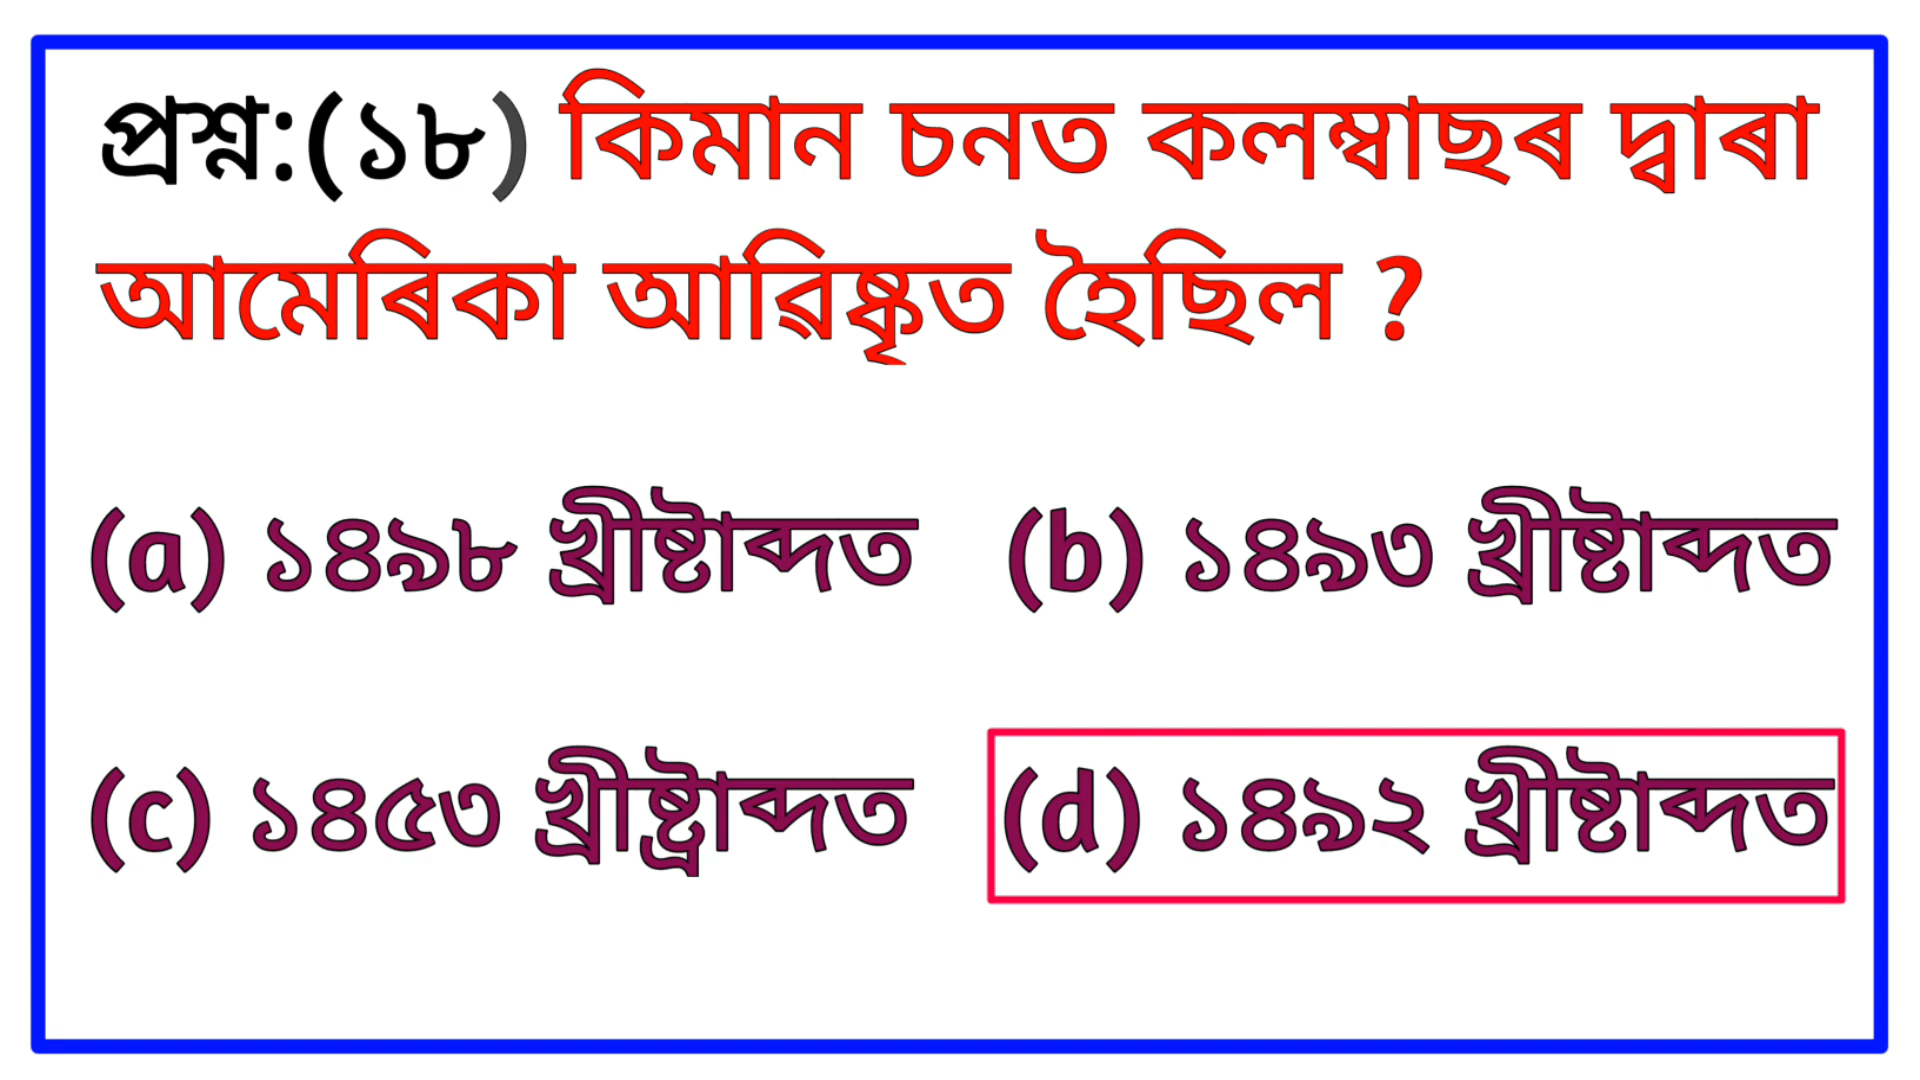 প্ৰশ্ন:(১৮) কিমান চনত কলম্বাছৰ দ্বাৰা
আমেৰিকা আৱিষ্কৃত হৈছিল ?
(a) ১৪৯৮ খ্ৰীষ্টাব্দত (b) ১৪৯৩ খ্ৰীষ্টাব্দত
(c) ১৪৫৩ খ্ৰীষ্ট্ৰাব্দত (d) ১৪৯২ খ্ৰীষ্টাব্দত